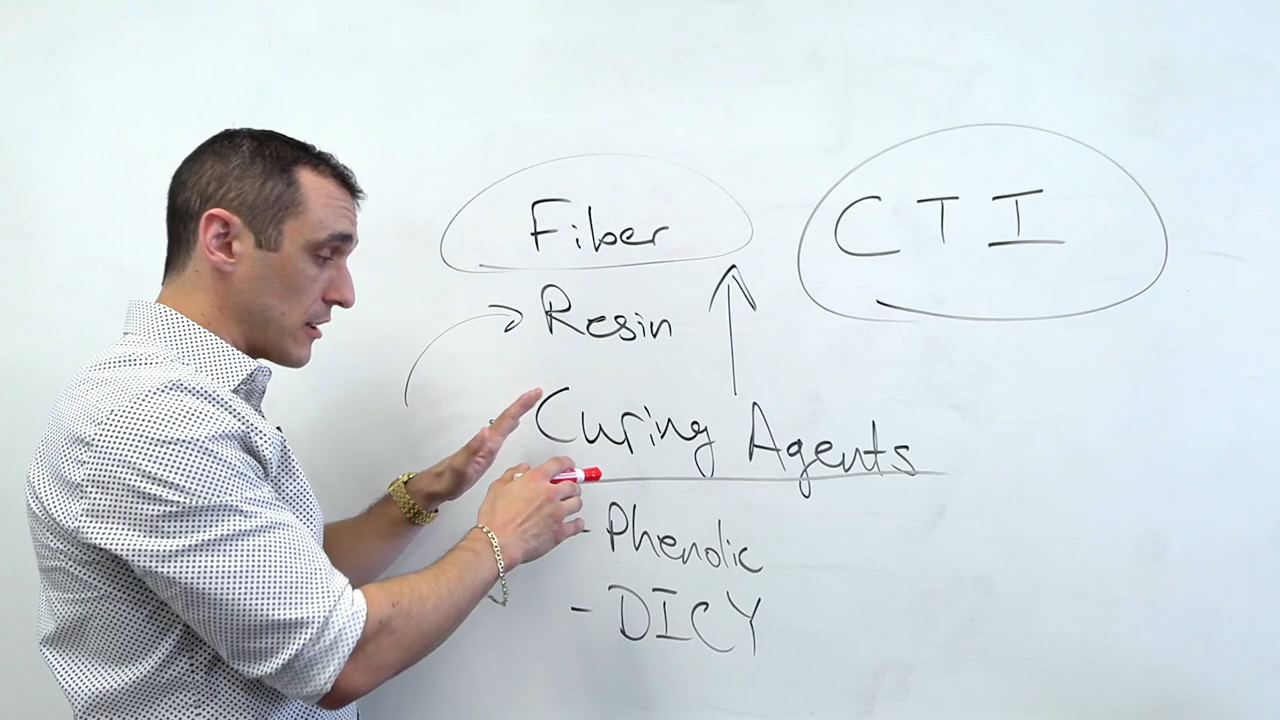 Fiber
CTI
Resin
Curing Agents
- Phenolic
- DICY